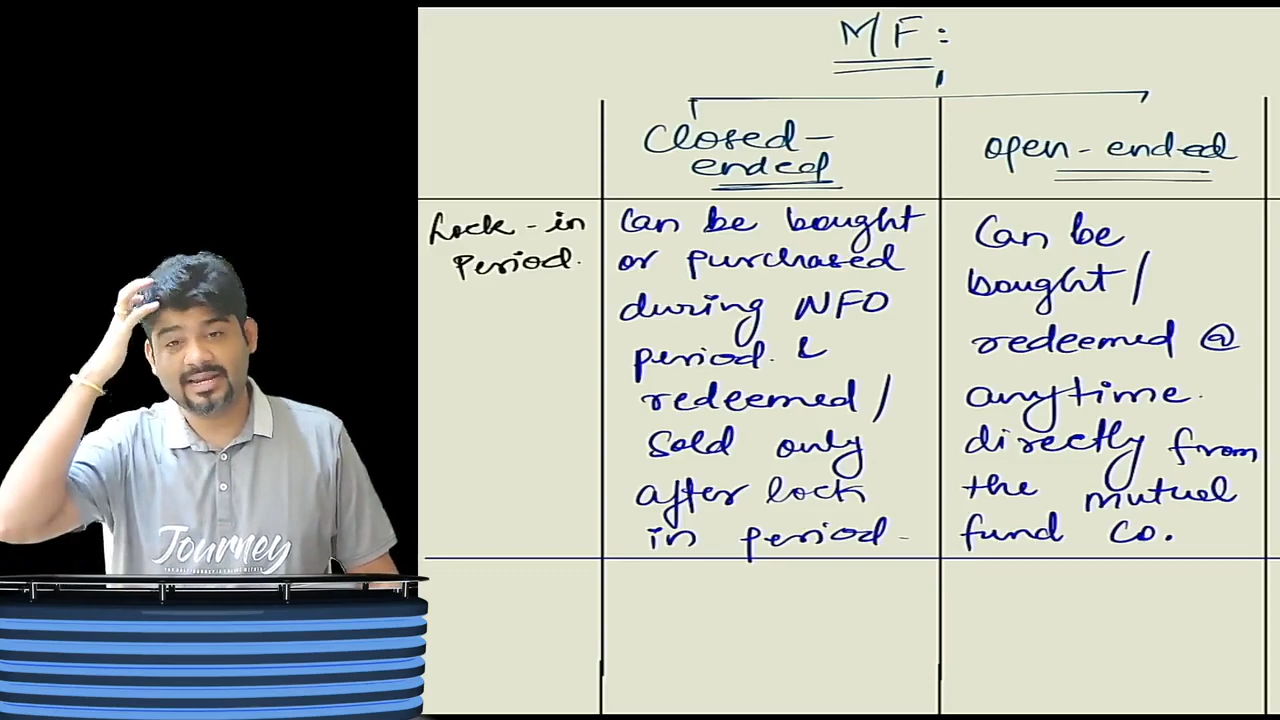 MF:
Closed-
ended
open-ended
Lock-in
Period.
Can be bought
or purchased
during NFO
period. &
redeemed/
Sold only
after lock
in period.
Can be
bought/
redeemed @
anytime.
directly from
the mutual
fund Co.
Journey